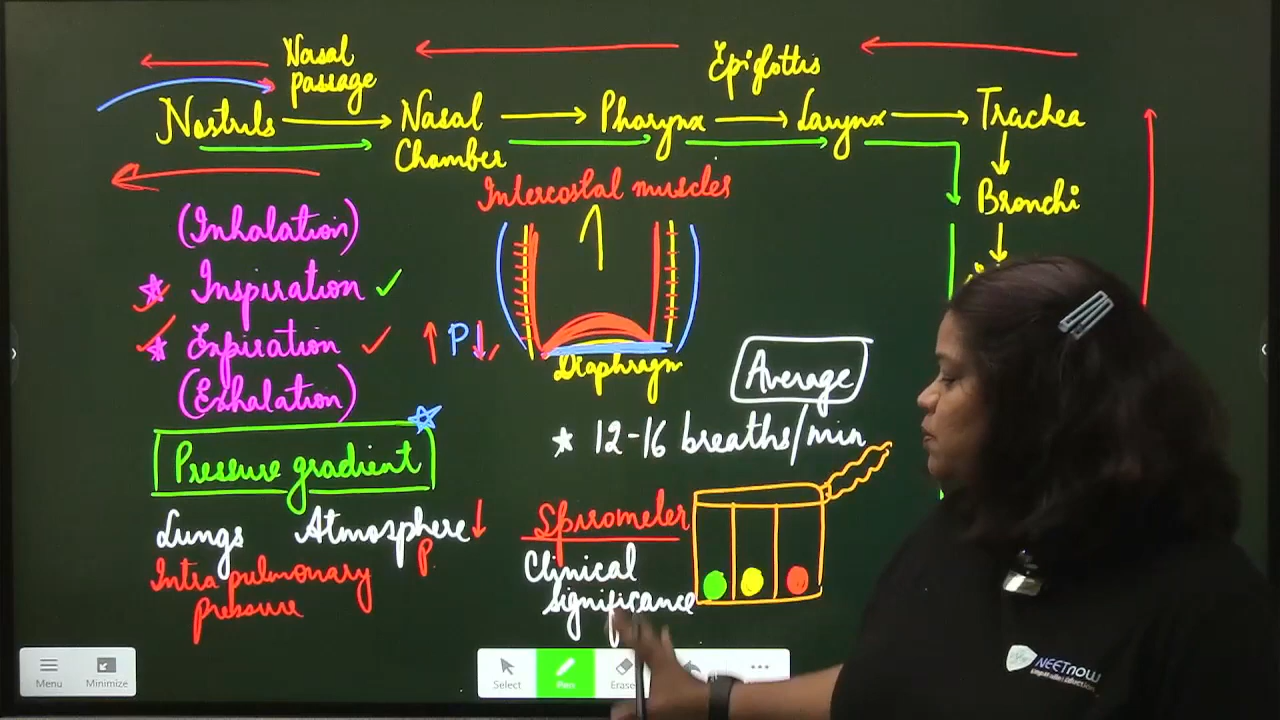 Nasal
passage
Epiglottis
Nostrils
Nasal
Chamber
Pharynx
Larynx
Trachea
Bronchi
Intercostal muscles
(Inhalation)
Inspiration
Expiration
(Exhalation)
P
Diaphragm
Average
12-16 breaths/min
Pressure gradient
Lungs
Atmosphere
P
Intra pulmonary
pressure
Spirometer
Clinical
significance
Menu
Minimize
Select
Pen
Erase
NEETNOW